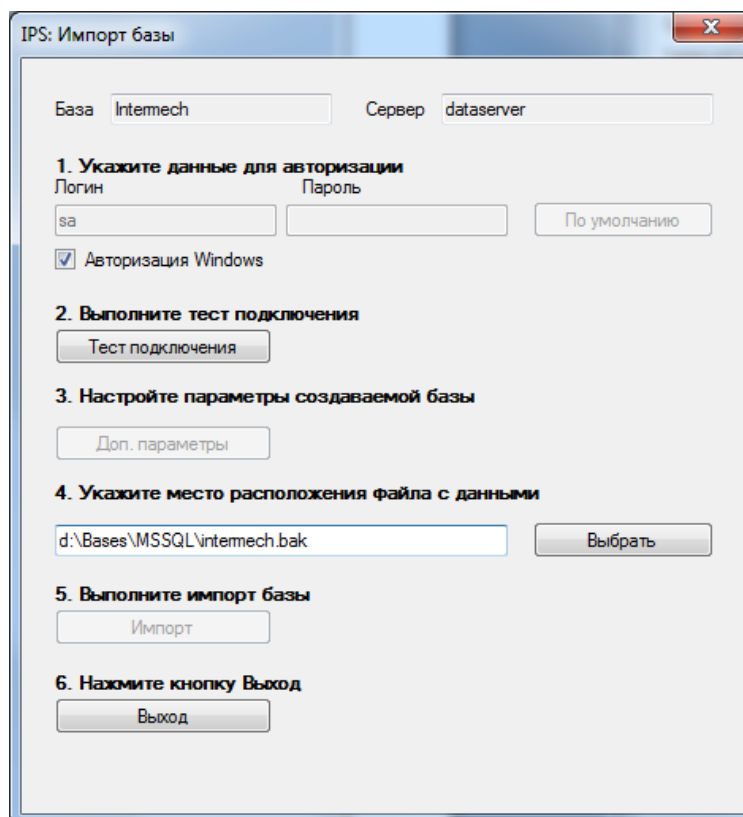 IPS: Импорт базы
База Intermech Сервер dataserver
1. Укажите данные для авторизации
Логин Пароль
sa По умолчанию
Авторизация Windows
2. Выполните тест подключения
Тест подключения
3. Настройте параметры создаваемой базы
Доп. параметры
4. Укажите место расположения файла с данными
d:\Bases\MSSQL\intermech.bak Выбрать
5. Выполните импорт базы
Импорт
6. Нажмите кнопку Выход
Выход